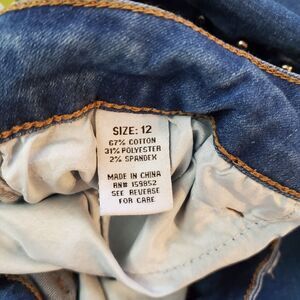 SIZE: 12
67% COTTON
31% POLYESTER
2% SPANDEX
MADE IN CHINA
RN# 159852
SEE REVERSE
FOR CARE